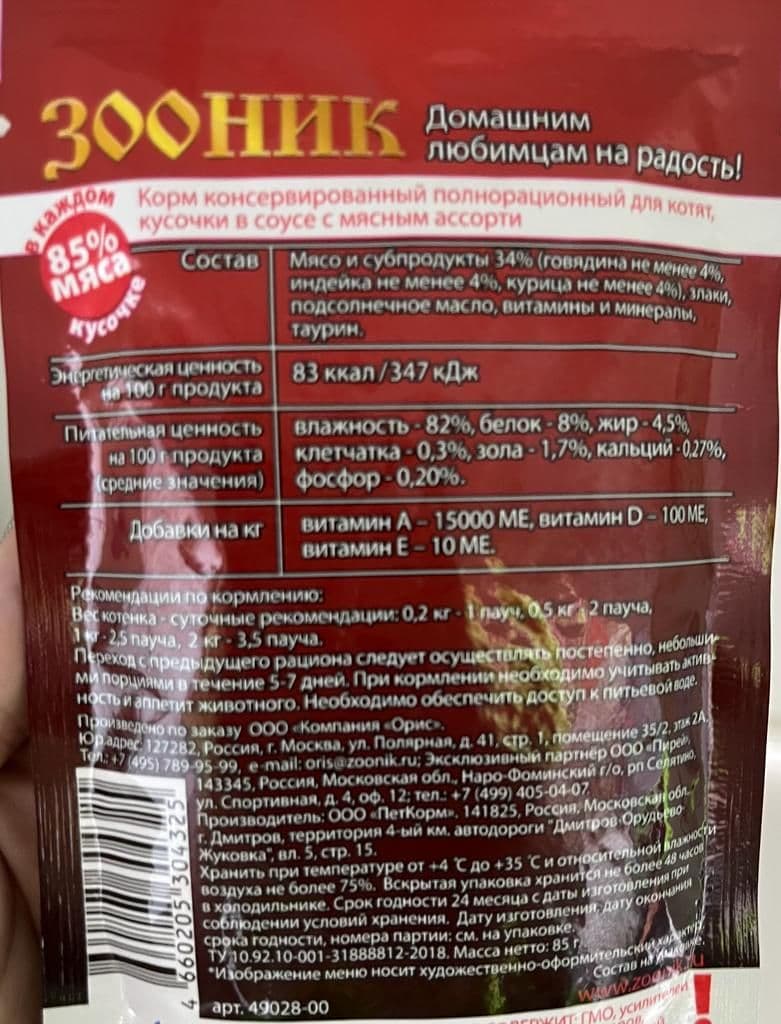 ЗООНИК
Домашним
любимцам на радость!
В КАЖДОМ
85%
мяса
кусочке
Корм консервированный полнорационный для котят,
кусочки в соусе с мясным ассорти
Состав
Мясо и субпродукты 34% (говядина не менее 4%,
индейка не менее 4%, курица не менее 4%), злаки,
подсолнечное масло, витамины и минералы,
таурин.
Энергетическая ценность
на 100 г продукта
83 ккал/347 кДж
Питательная ценность
на 100 г продукта
(средние значения)
влажность - 82%, белок - 8%, жир - 4,5%,
клетчатка - 0,3%, зола - 1,7%, кальций - 0,27%,
фосфор - 0,20%.
Добавки на кг
витамин А – 15000 МЕ, витамин D – 100 МЕ,
витамин Е – 10 МЕ.
Рекомендации по кормлению:
Вес котенка - суточные рекомендации: 0,2 кг - 1 пауч, 0,5 кг - 2 пауча,
1 кг - 2,5 пауча, 2 кг - 3,5 пауча.
Переход с предыдущего рациона следует осуществлять постепенно, небольши-
ми порциями в течение 5-7 дней. При кормлении необходимо учитывать актив-
ность и аппетит животного. Необходимо обеспечить доступ к питьевой воде.
Произведено по заказу ООО «Компания «Орис».
Юр.адрес: 127282, Россия, г. Москва, ул. Полярная, д. 41, стр. 1, помещение 35/2, этаж 2А.
Тел.: +7 (495) 789-95-99, e-mail: oris@zoonik.ru; Эксклюзивный партнёр ООО «Пирей»,
143345, Россия, Московская обл., Наро-Фоминский г/о, рп Селятино,
ул. Спортивная, д. 4, оф. 12; тел.: +7 (499) 405-04-07.
Производитель: ООО «ПетКорм». 141825, Россия, Московская обл.
г. Дмитров, территория 4-ый км. автодороги "Дмитров-Орудьево-
Жуковка", вл. 5, стр. 15.
Хранить при температуре от +4 °С до +35 °С и относительной влажности
воздуха не более 75%. Вскрытая упаковка хранится не более 48 часов
в холодильнике. Срок годности 24 месяца с даты изготовления при
соблюдении условий хранения. Дату изготовления, дату окончания
срока годности, номера партии: см. на упаковке.
ТУ 10.92.10-001-31888812-2018. Масса нетто: 85 г.
*Изображение меню носит художественно-оформительский характер.
Состав на
www.zoonik.ru
4 660205 304325
арт. 49028-00
ГМО, усилителей
!